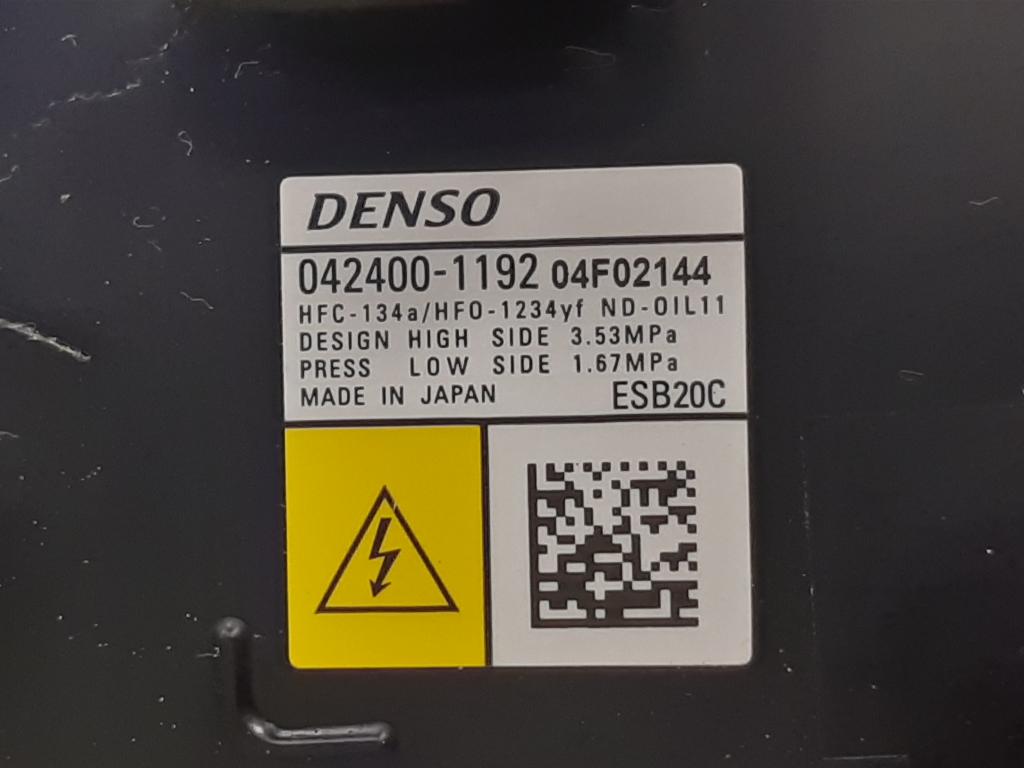 DENSO
042400-1192 04F02144
HFC-134a/HFO-1234yf ND-OIL11
DESIGN HIGH SIDE 3.53MPa
PRESS LOW SIDE 1.67MPa
MADE IN JAPAN ESB20C